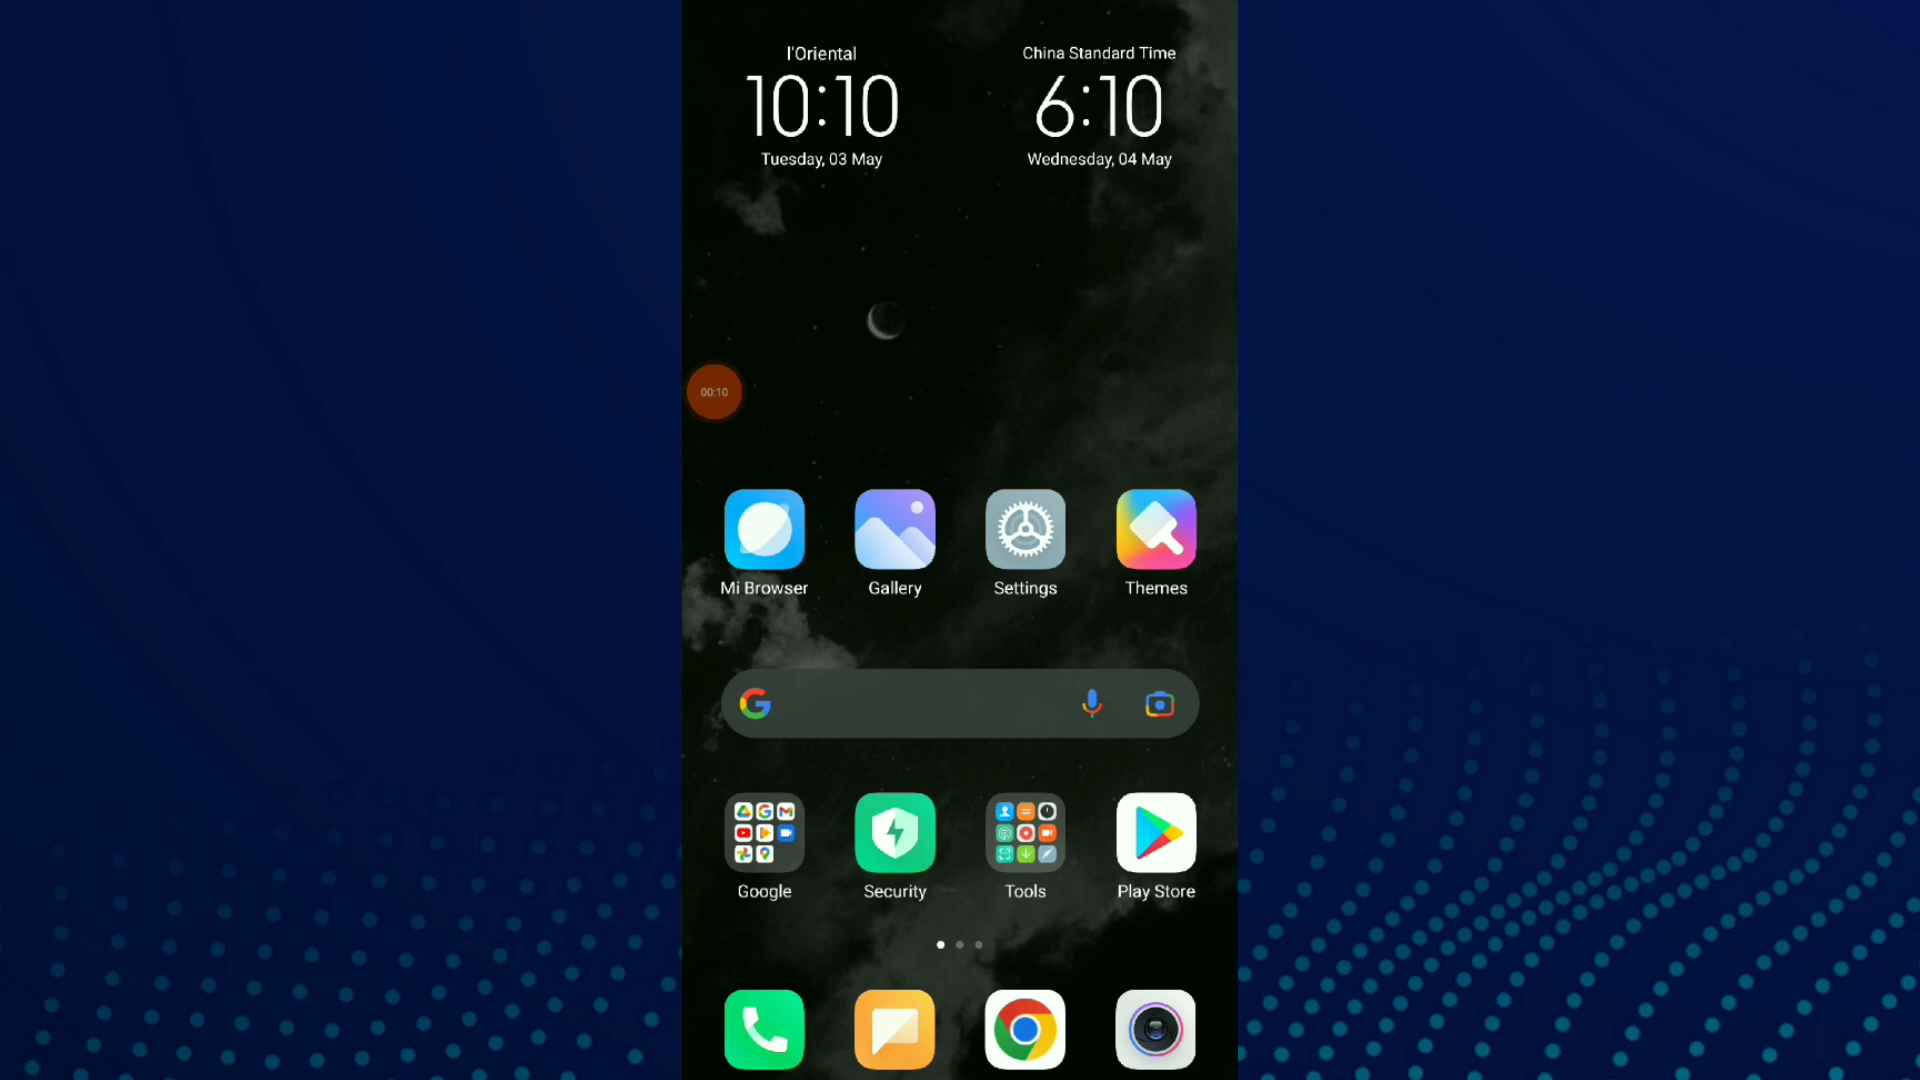 l'Oriental
10:10
Tuesday, 03 May
China Standard Time
6:10
Wednesday, 04 May
00:10
Mi Browser
Gallery
Settings
Themes
Google
Security
Tools
Play Store